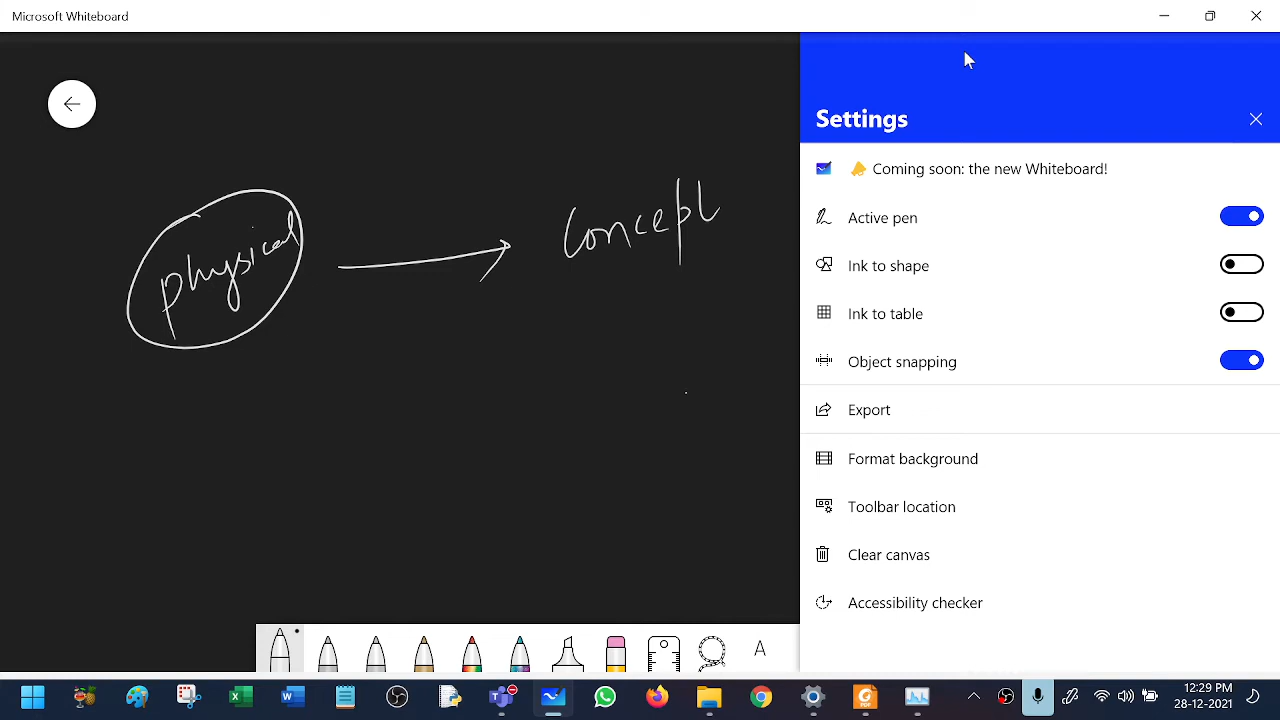 Microsoft Whiteboard
Settings
Coming soon: the new Whiteboard!
Active pen
Ink to shape
Ink to table
Object snapping
Export
Format background
Toolbar location
Clear canvas
Accessibility checker
physical
Concept
A
12:29 PM
28-12-2021